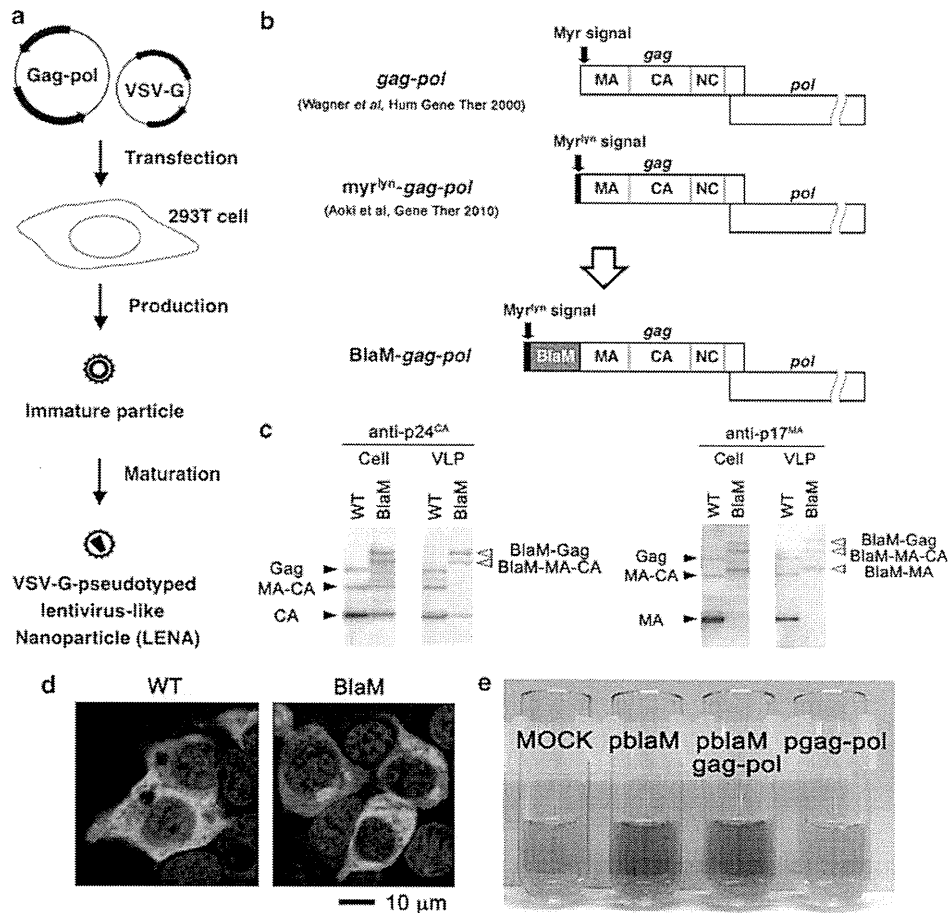 a
Gag-pol
VSV-G
Transfection
293T cell
Production
Immature particle
Maturation
VSV-G-pseudotyped
lentivirus-like
Nanoparticle (LENA)
b
Myr signal
gag
gag-pol
MA CA NC
pol
(Wagner et al, Hum Gene Ther 2000)
Myrlyn signal
gag
myrlyn-gag-pol
MA CA NC
pol
(Aoki et al, Gene Ther 2010)
Myrlyn signal
gag
BlaM-gag-pol
BlaM MA CA NC
pol
c
anti-p24CA
Cell VLP
WT BlaM WT BlaM
Gag
MA-CA
CA
BlaM-Gag
BlaM-MA-CA
anti-p17MA
Cell VLP
WT BlaM WT BlaM
Gag
MA-CA
MA
BlaM-Gag
BlaM-MA-CA
BlaM-MA
d
WT BlaM
10 µm
e
MOCK pblaM pblaM gag-pol pgag-pol